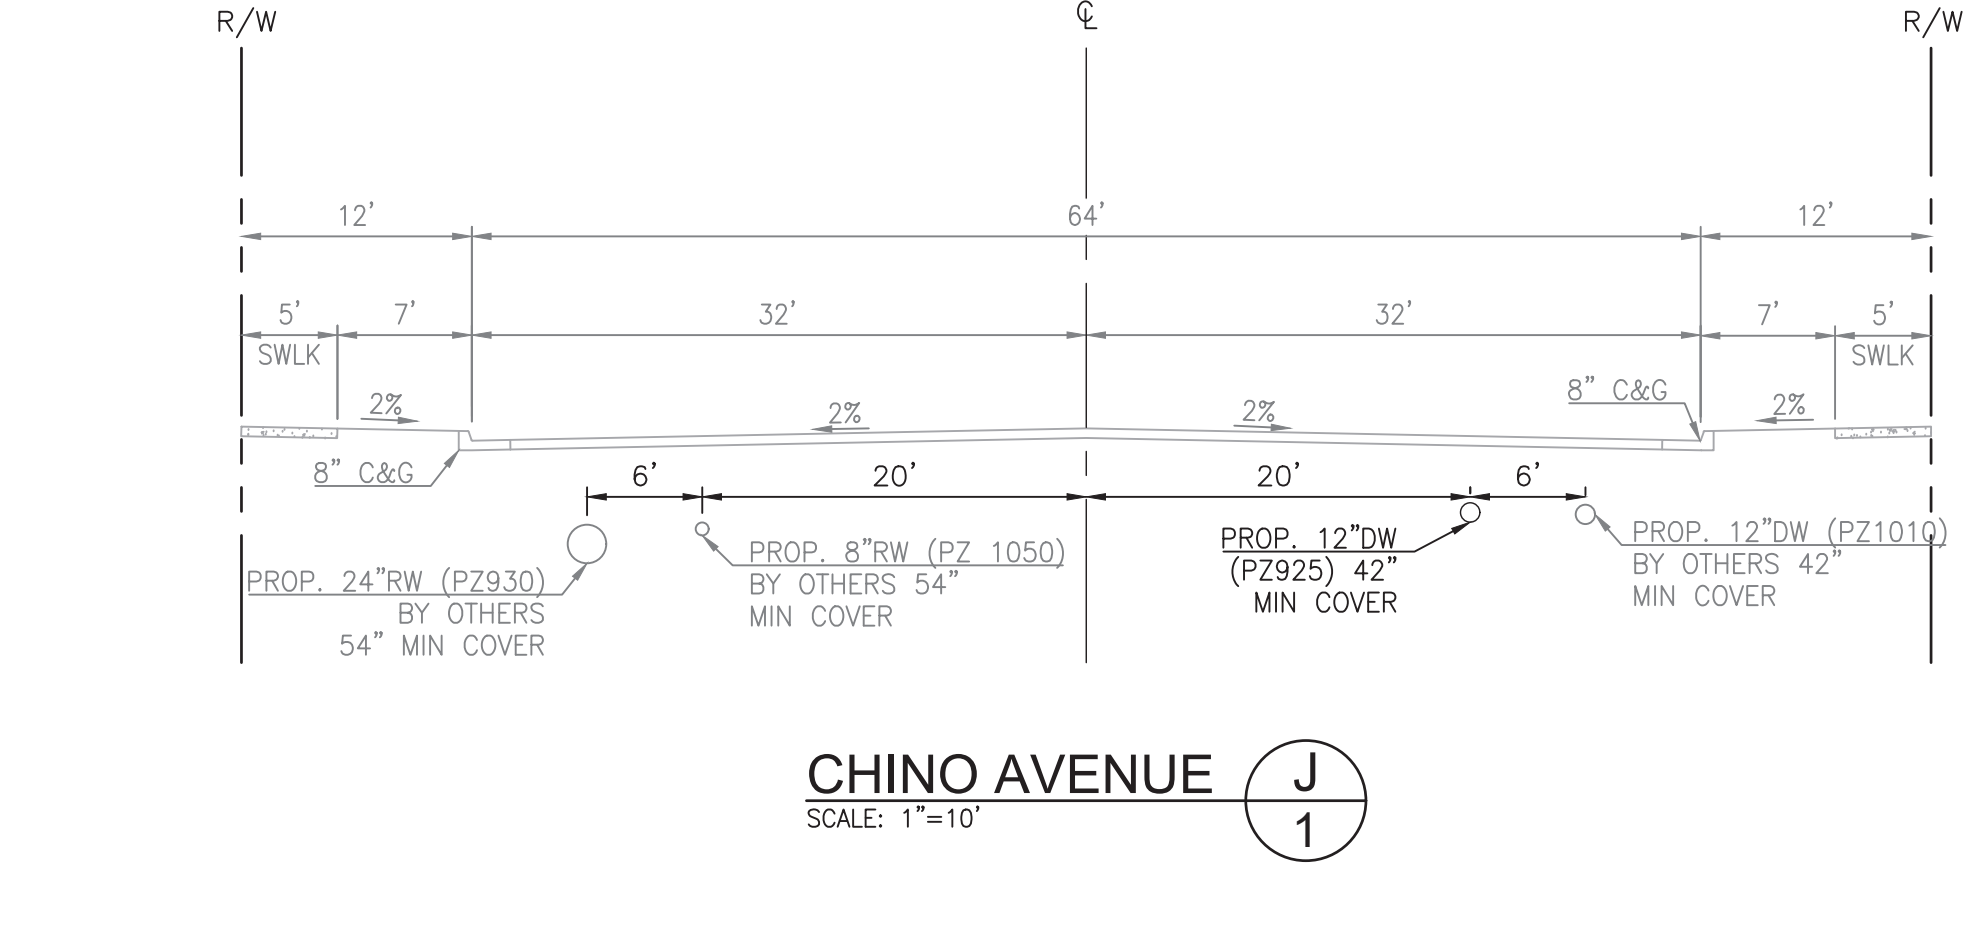 R/W
℄
R/W
12'
64'
12'
5'
7'
32'
32'
7'
5'
SWLK
SWLK
2%
2%
2%
8" C&G
2%
8" C&G
6'
20'
20'
6'
PROP. 24"RW (PZ930)
BY OTHERS
54" MIN COVER
PROP. 8"RW (PZ 1050)
BY OTHERS 54"
MIN COVER
PROP. 12"DW
(PZ925) 42"
MIN COVER
PROP. 12"DW (PZ1010)
BY OTHERS 42"
MIN COVER
CHINO AVENUE
SCALE: 1"=10'
J
1